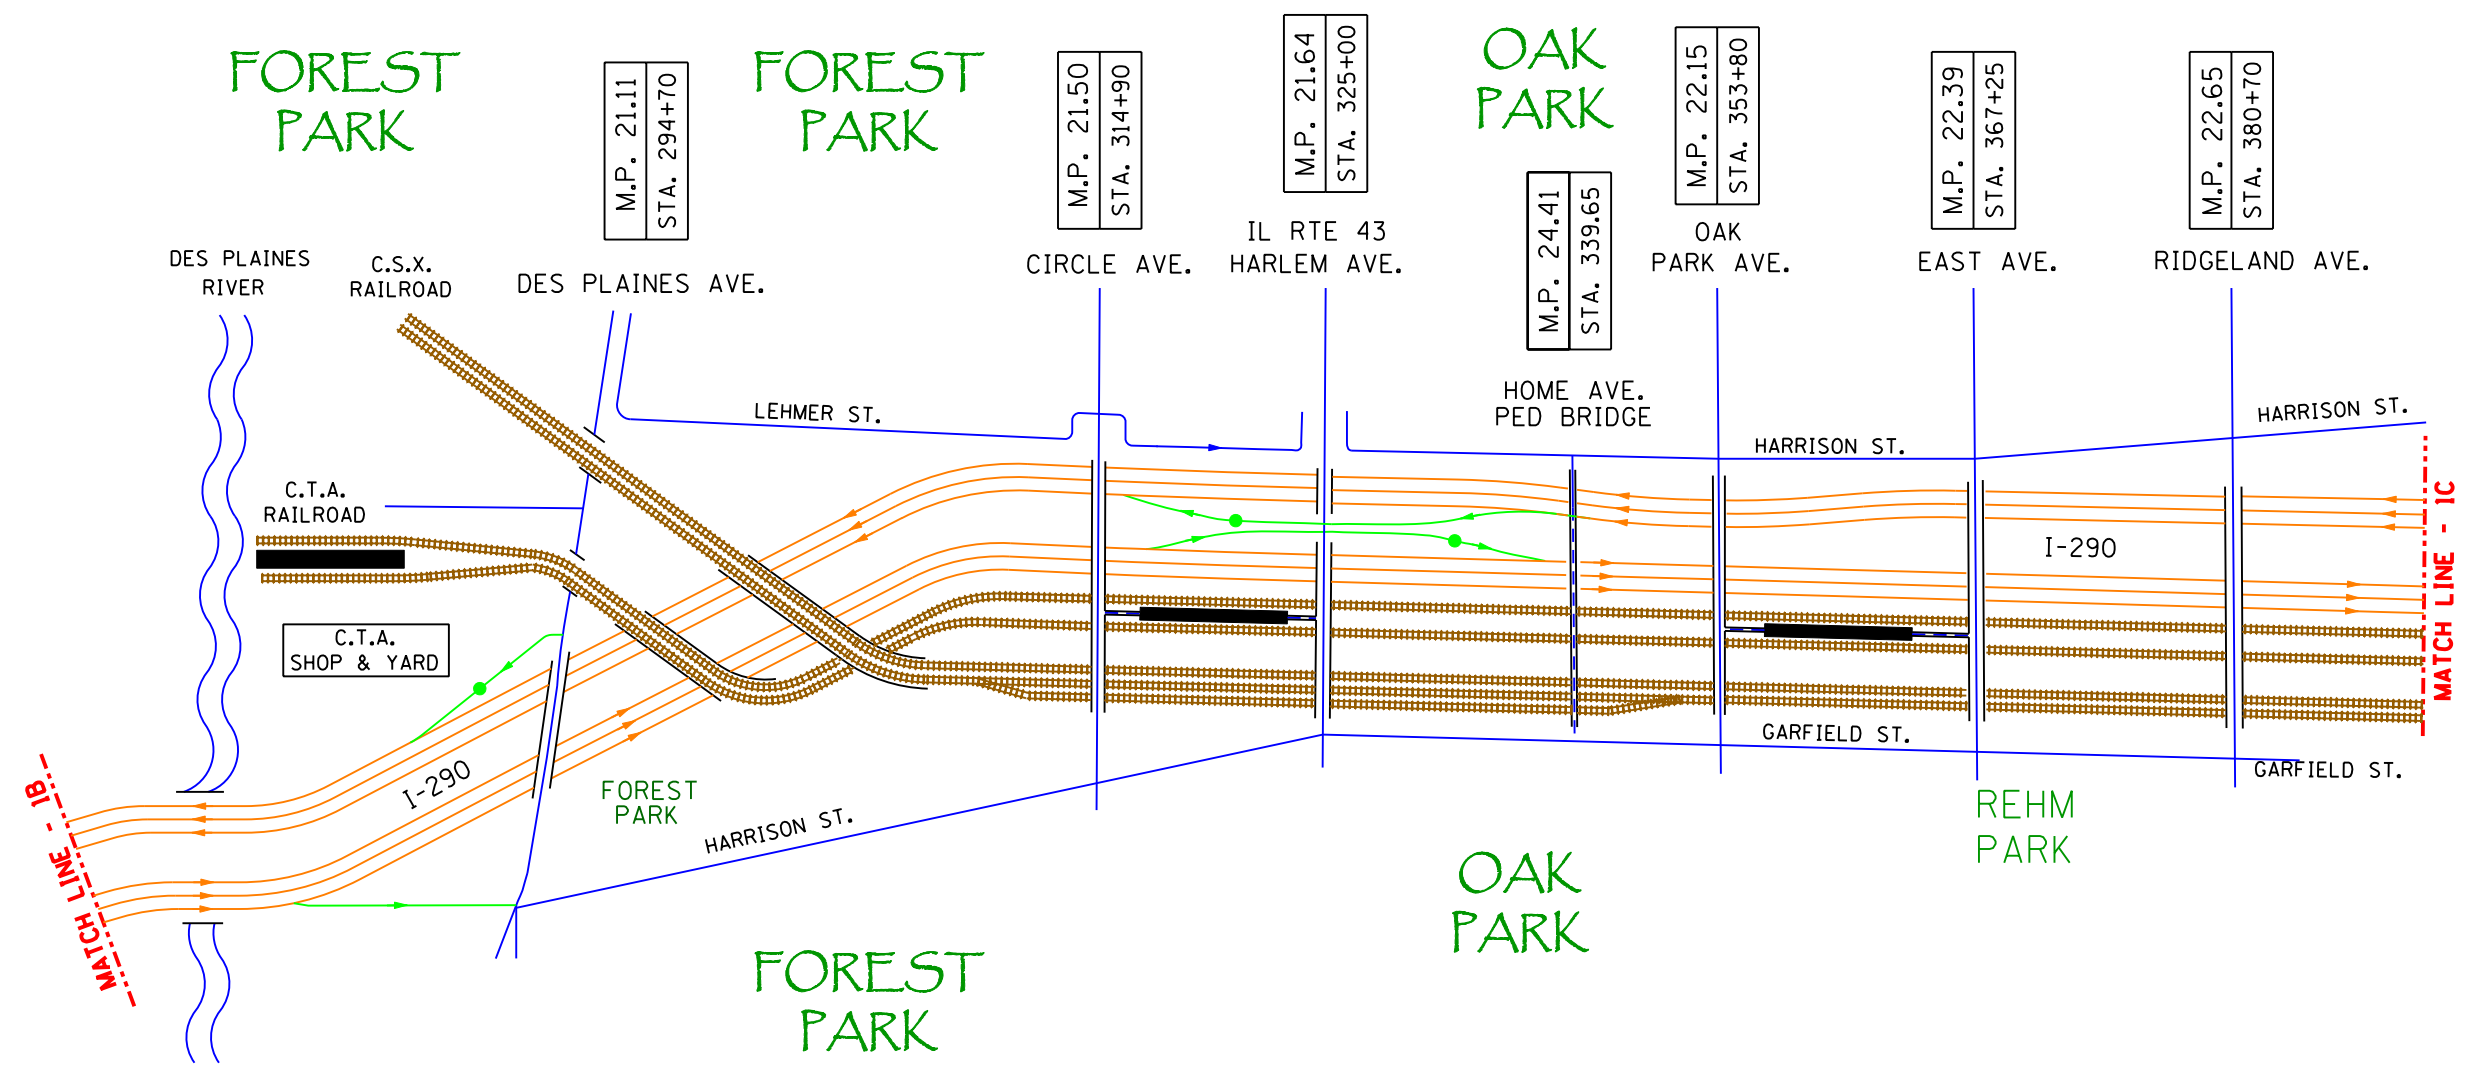 FOREST
PARK
M.P. 21.11
STA. 294+70
FOREST
PARK
M.P. 21.50
STA. 314+90
M.P. 21.64
STA. 325+00
OAK
PARK
M.P. 22.15
STA. 353+80
M.P. 22.39
STA. 367+25
M.P. 22.65
STA. 380+70
M.P. 24.41
STA. 339.65
DES PLAINES
RIVER
C.S.X.
RAILROAD
DES PLAINES AVE.
CIRCLE AVE.
IL RTE 43
HARLEM AVE.
OAK
PARK AVE.
EAST AVE.
RIDGELAND AVE.
HOME AVE.
PED BRIDGE
LEHMER ST.
HARRISON ST.
HARRISON ST.
C.T.A.
RAILROAD
I-290
MATCH LINE - 1C
C.T.A.
SHOP & YARD
GARFIELD ST.
GARFIELD ST.
MATCH LINE - 1B
I-290
FOREST
PARK
HARRISON ST.
REHM
PARK
OAK
PARK
FOREST
PARK